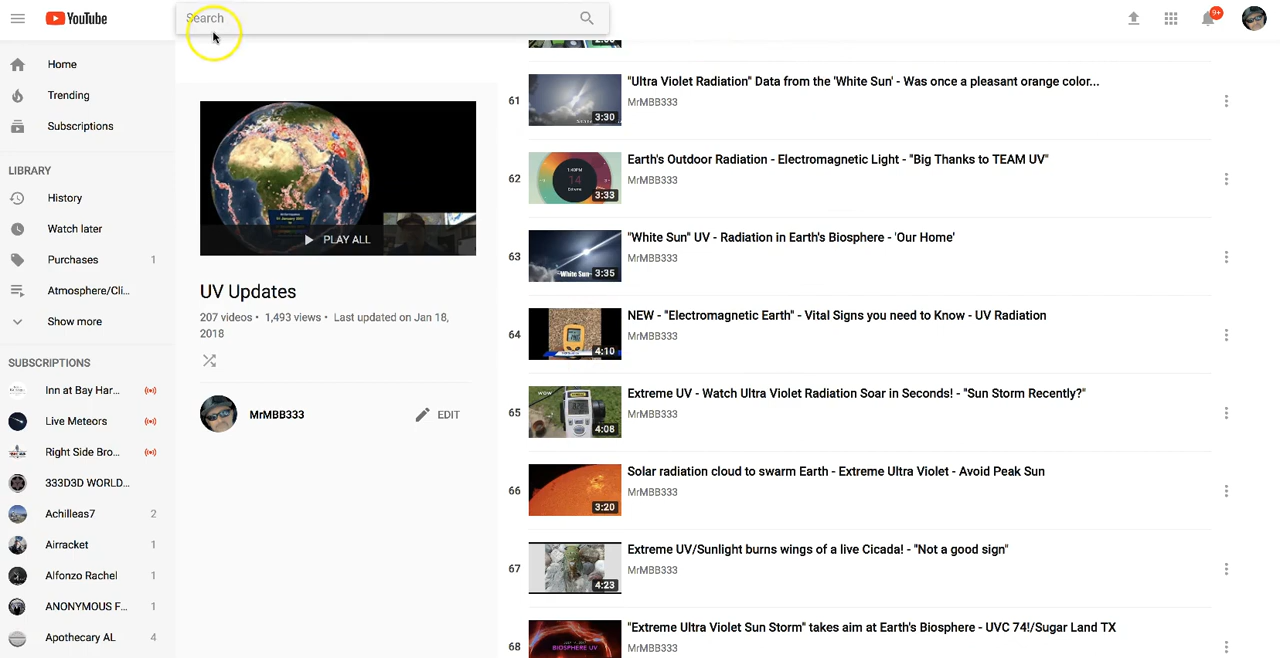 YouTube
Search
9+
Home
Trending
Subscriptions
LIBRARY
History
Watch later
Purchases 1
Atmosphere/Cli...
Show more
SUBSCRIPTIONS
Inn at Bay Har...
Live Meteors
Right Side Bro...
333D3D WORLD...
Achilleas7 2
Airracket 1
Alfonzo Rachel 1
ANONYMOUS F... 1
Apothecary AL 4
PLAY ALL
UV Updates
207 videos • 1,493 views • Last updated on Jan 18,
2018
MrMBB333
EDIT
61
3:30
"Ultra Violet Radiation" Data from the 'White Sun' - Was once a pleasant orange color...
MrMBB333
62
3:33
Earth's Outdoor Radiation - Electromagnetic Light - "Big Thanks to TEAM UV"
MrMBB333
63
"White Sun"
3:35
"White Sun" UV - Radiation in Earth's Biosphere - 'Our Home'
MrMBB333
64
4:10
NEW - "Electromagnetic Earth" - Vital Signs you need to Know - UV Radiation
MrMBB333
65
WOW
4:08
Extreme UV - Watch Ultra Violet Radiation Soar in Seconds! - "Sun Storm Recently?"
MrMBB333
66
3:20
Solar radiation cloud to swarm Earth - Extreme Ultra Violet - Avoid Peak Sun
MrMBB333
67
4:23
Extreme UV/Sunlight burns wings of a live Cicada! - "Not a good sign"
MrMBB333
68
BIOSPHERE UV
"Extreme Ultra Violet Sun Storm" takes aim at Earth's Biosphere - UVC 74!/Sugar Land TX
MrMBB333